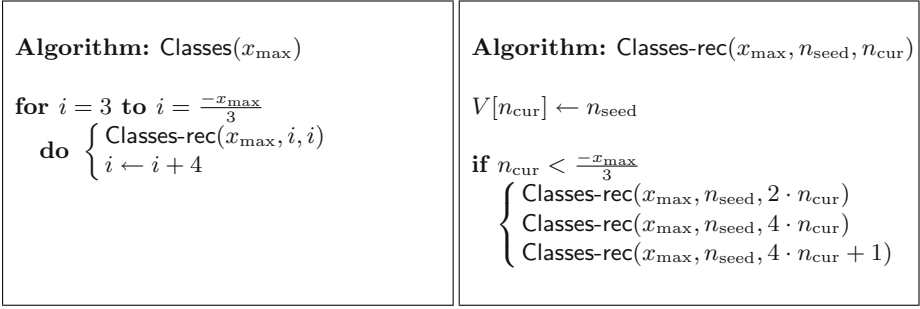 Algorithm: Classes(x_max)
for i = 3 to i = \frac{-x_max}{3}
do { Classes-rec(x_max, i, i)
i ← i + 4
Algorithm: Classes-rec(x_max, n_seed, n_cur)
V[n_cur] ← n_seed
if n_cur < \frac{-x_max}{3}
{ Classes-rec(x_max, n_seed, 2 · n_cur)
Classes-rec(x_max, n_seed, 4 · n_cur)
Classes-rec(x_max, n_seed, 4 · n_cur + 1)